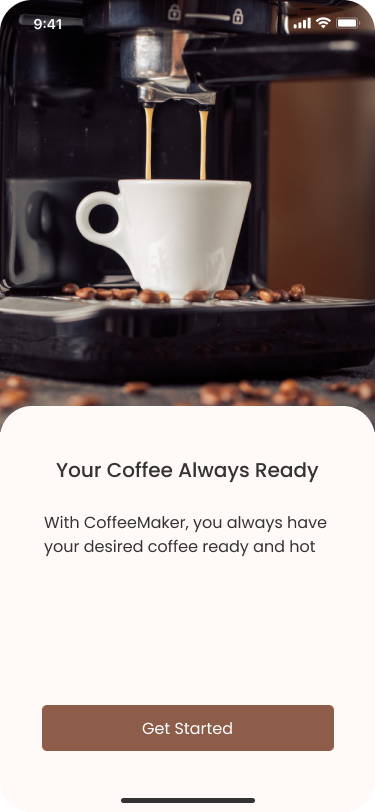 9:41
Your Coffee Always Ready
With CoffeeMaker, you always have
your desired coffee ready and hot
Get Started